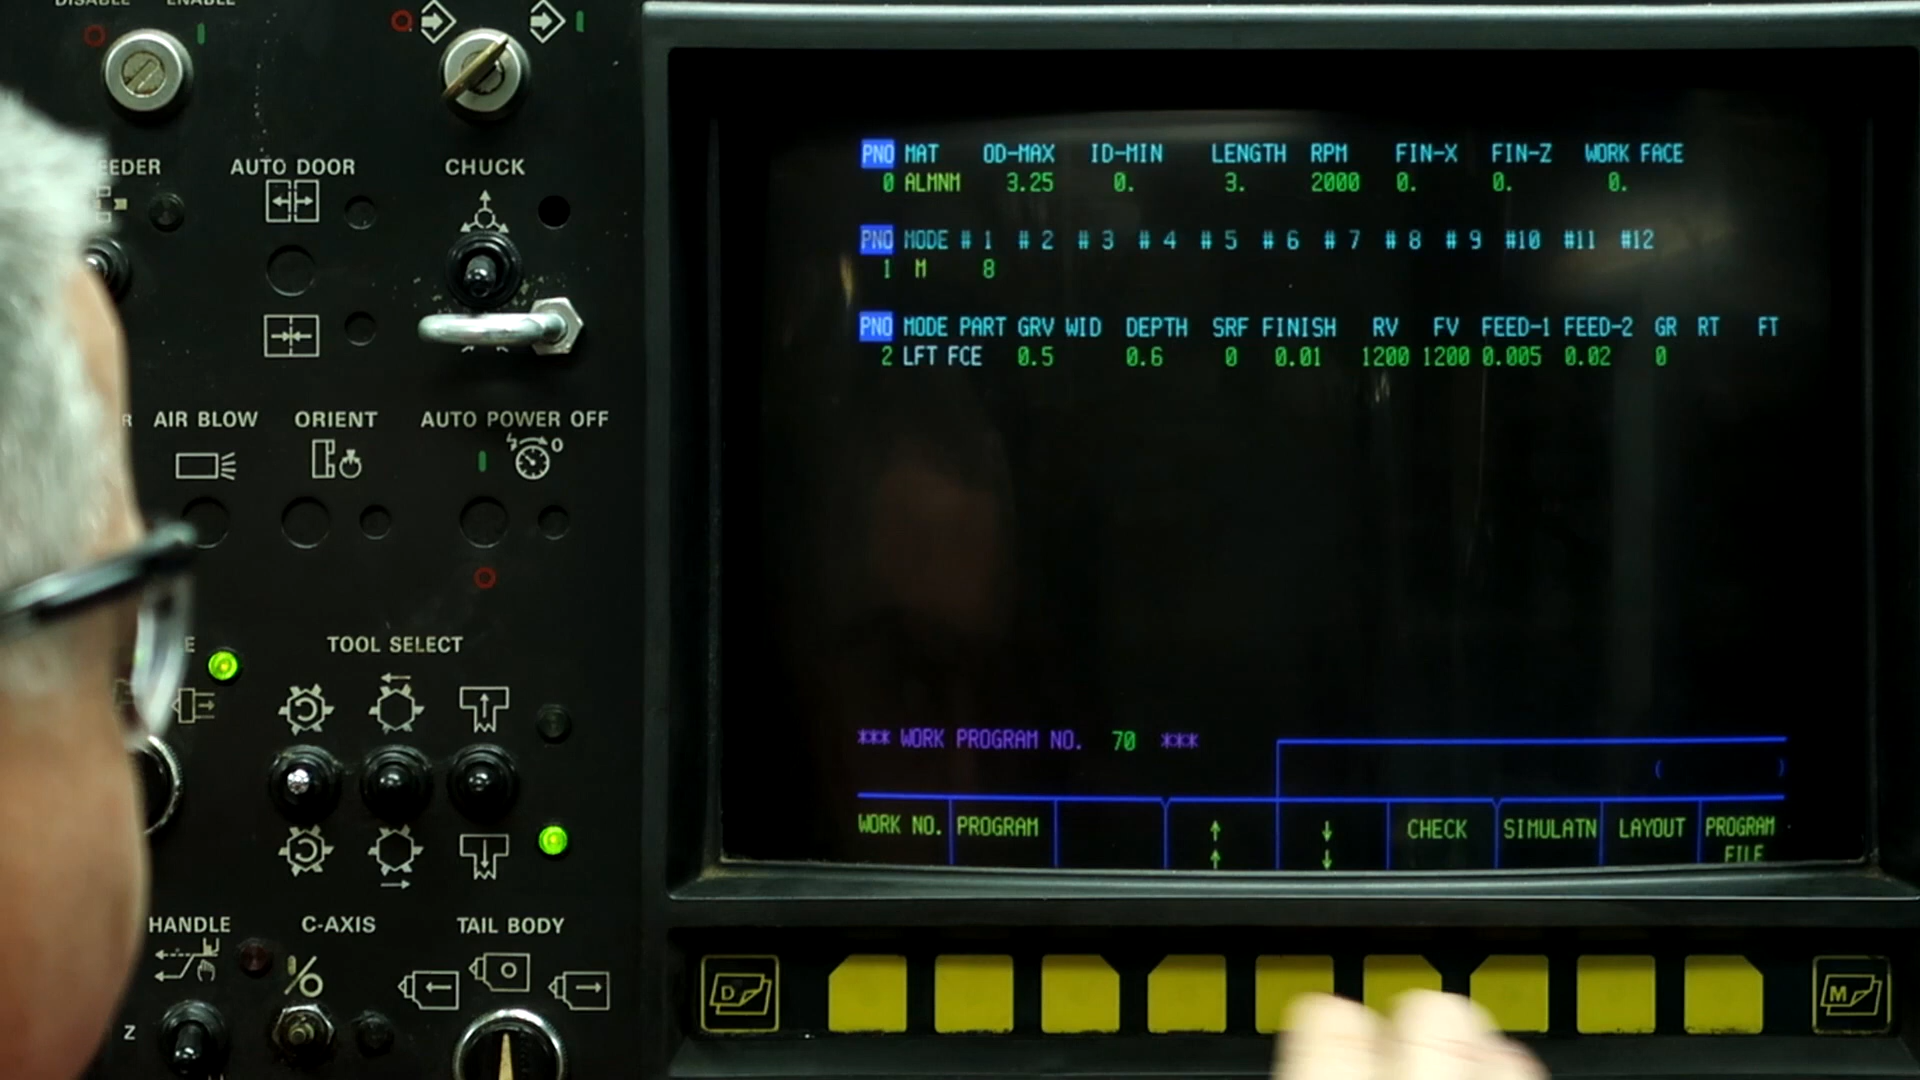 DISABLE ENABLE
EEDER AUTO DOOR CHUCK
R AIR BLOW ORIENT AUTO POWER OFF
O
E TOOL SELECT
HANDLE C-AXIS TAIL BODY
Z
PNO MAT OD-MAX ID-MIN LENGTH RPM FIN-X FIN-Z WORK FACE
0 ALMNM 3.25 0. 3. 2000 0. 0. 0.
PNO MODE # 1 # 2 # 3 # 4 # 5 # 6 # 7 # 8 # 9 #10 #11 #12
1 M 8
PNO MODE PART GRV WID DEPTH SRF FINISH RV FV FEED-1 FEED-2 GR RT FT
2 LFT FCE 0.5 0.6 0 0.01 1200 1200 0.005 0.02 0
*** WORK PROGRAM NO. 70 ***
( )
WORK NO. PROGRAM ↑ ↓ CHECK SIMULATN LAYOUT PROGRAM
↑ ↓ FILE
D M